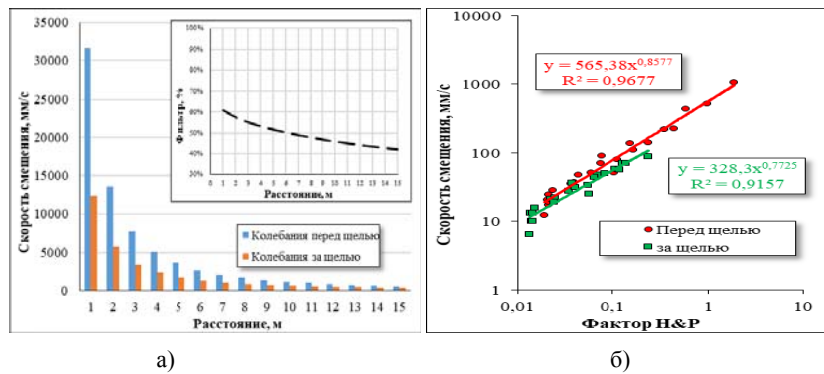 Скорость смещения, мм/с
35000
30000
25000
20000
15000
10000
5000
0
1 2 3 4 5 6 7 8 9 10 11 12 13 14 15
Расстояние, м
Фильтр, %
100%
90%
80%
70%
60%
50%
40%
30%
0 1 2 3 4 5 6 7 8 9 10 11 12 13 14 15
Расстояние, м
Колебания перед щелью
Колебания за щелью
а)
Скорость смещения, мм/с
10000
1000
100
10
1
0,01 0,1 1 10
Фактор H&P
y = 565,38x^0,8577
R² = 0,9677
y = 328,3x^0,7725
R² = 0,9157
Перед щелью
за щелью
б)